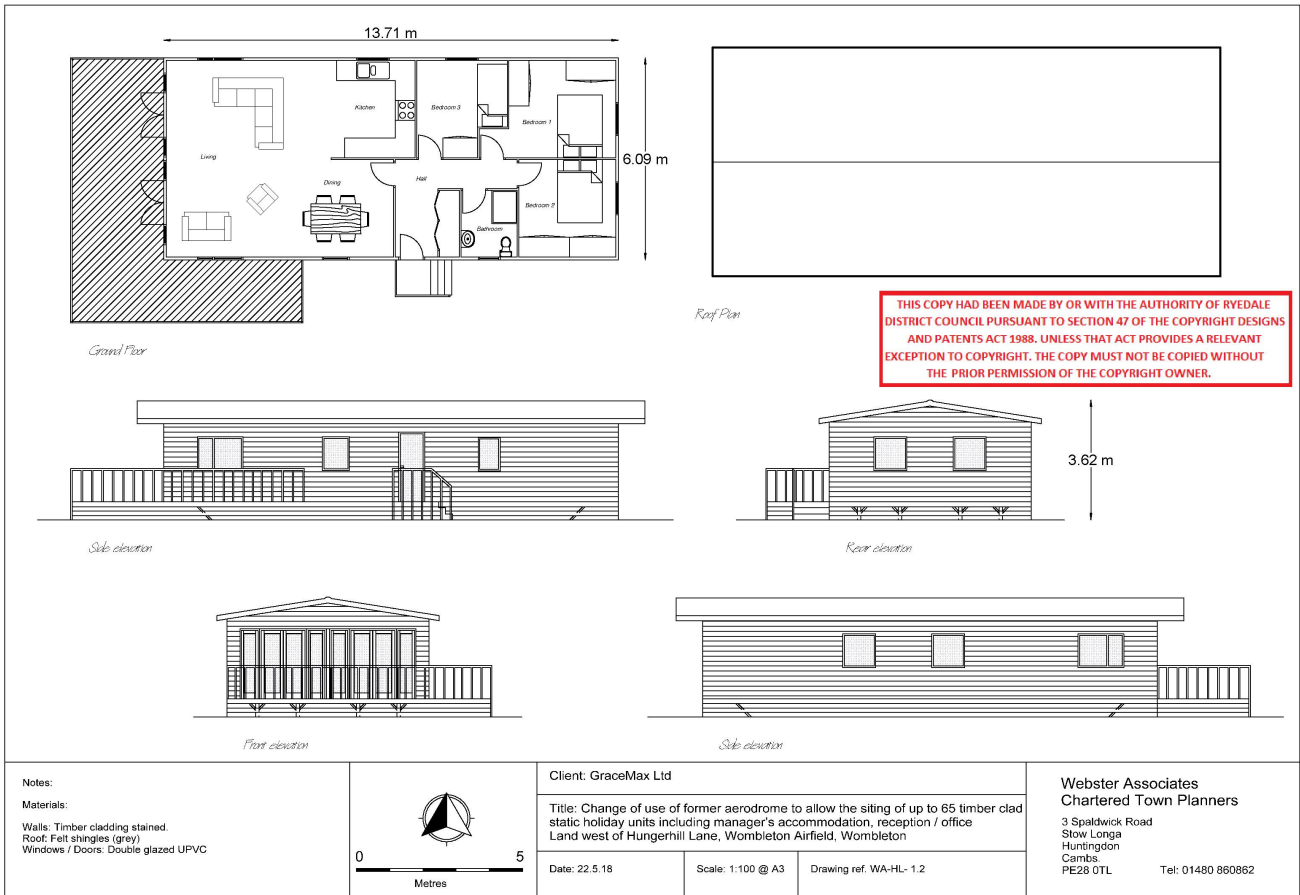 13.71 m
Kitchen
Bedroom 3
Bedroom 1
Living
6.09 m
Hall
Dining
Bedroom 2
Bathroom
Ground Floor
Roof Plan
THIS COPY HAD BEEN MADE BY OR WITH THE AUTHORITY OF RYEDALE
DISTRICT COUNCIL PURSUANT TO SECTION 47 OF THE COPYRIGHT DESIGNS
AND PATENTS ACT 1988. UNLESS THAT ACT PROVIDES A RELEVANT
EXCEPTION TO COPYRIGHT. THE COPY MUST NOT BE COPIED WITHOUT
THE PRIOR PERMISSION OF THE COPYRIGHT OWNER.
3.62 m
Side elevation
Rear elevation
Front elevation
Side elevation
Notes:
Materials:
Walls: Timber cladding stained.
Roof: Felt shingles (grey)
Windows / Doors: Double glazed UPVC
0 5
Metres
Client: GraceMax Ltd
Title: Change of use of former aerodrome to allow the siting of up to 65 timber clad
static holiday units including manager's accommodation, reception / office
Land west of Hungerhill Lane, Wombleton Airfield, Wombleton
Date: 22.5.18
Scale: 1:100 @ A3
Drawing ref. WA-HL- 1.2
Webster Associates
Chartered Town Planners
3 Spaldwick Road
Stow Longa
Huntingdon
Cambs.
PE28 0TL Tel: 01480 860862